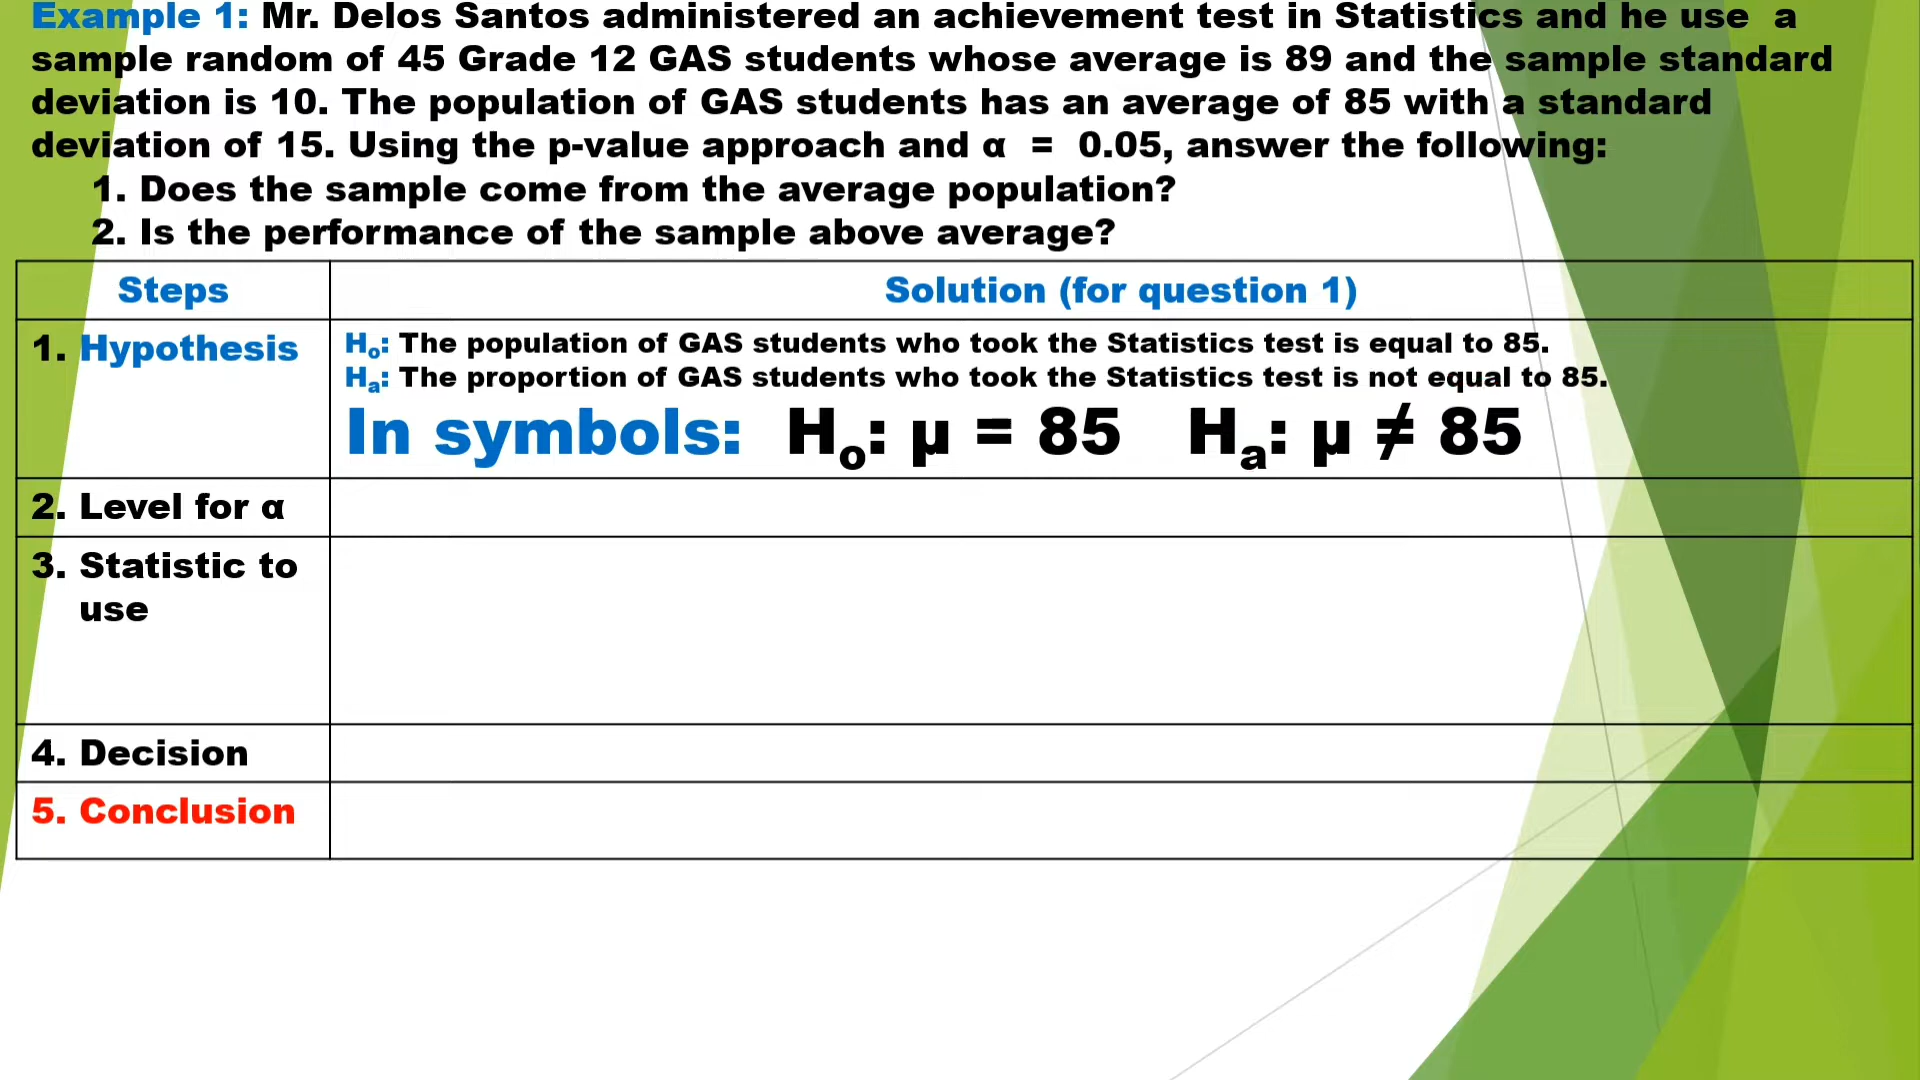 Example 1: Mr. Delos Santos administered an achievement test in Statistics and he use a
sample random of 45 Grade 12 GAS students whose average is 89 and the sample standard
deviation is 10. The population of GAS students has an average of 85 with a standard
deviation of 15. Using the p-value approach and α = 0.05, answer the following:
1. Does the sample come from the average population?
2. Is the performance of the sample above average?
Steps
Solution (for question 1)
1. Hypothesis
Ho: The population of GAS students who took the Statistics test is equal to 85.
Ha: The proportion of GAS students who took the Statistics test is not equal to 85.
In symbols: Ho: μ = 85 Ha: μ ≠ 85
2. Level for α
3. Statistic to
use
4. Decision
5. Conclusion